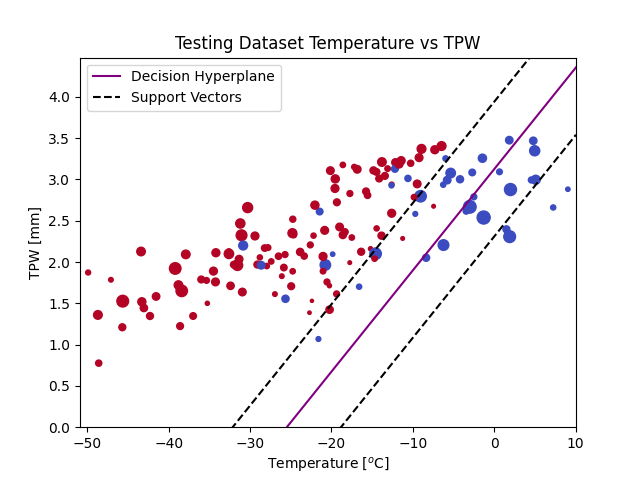 Testing Dataset Temperature vs TPW
Decision Hyperplane
Support Vectors
TPW [mm]
4.0
3.5
3.0
2.5
2.0
1.5
1.0
0.5
0.0
−50 −40 −30 −20 −10 0 10
Temperature [°C]